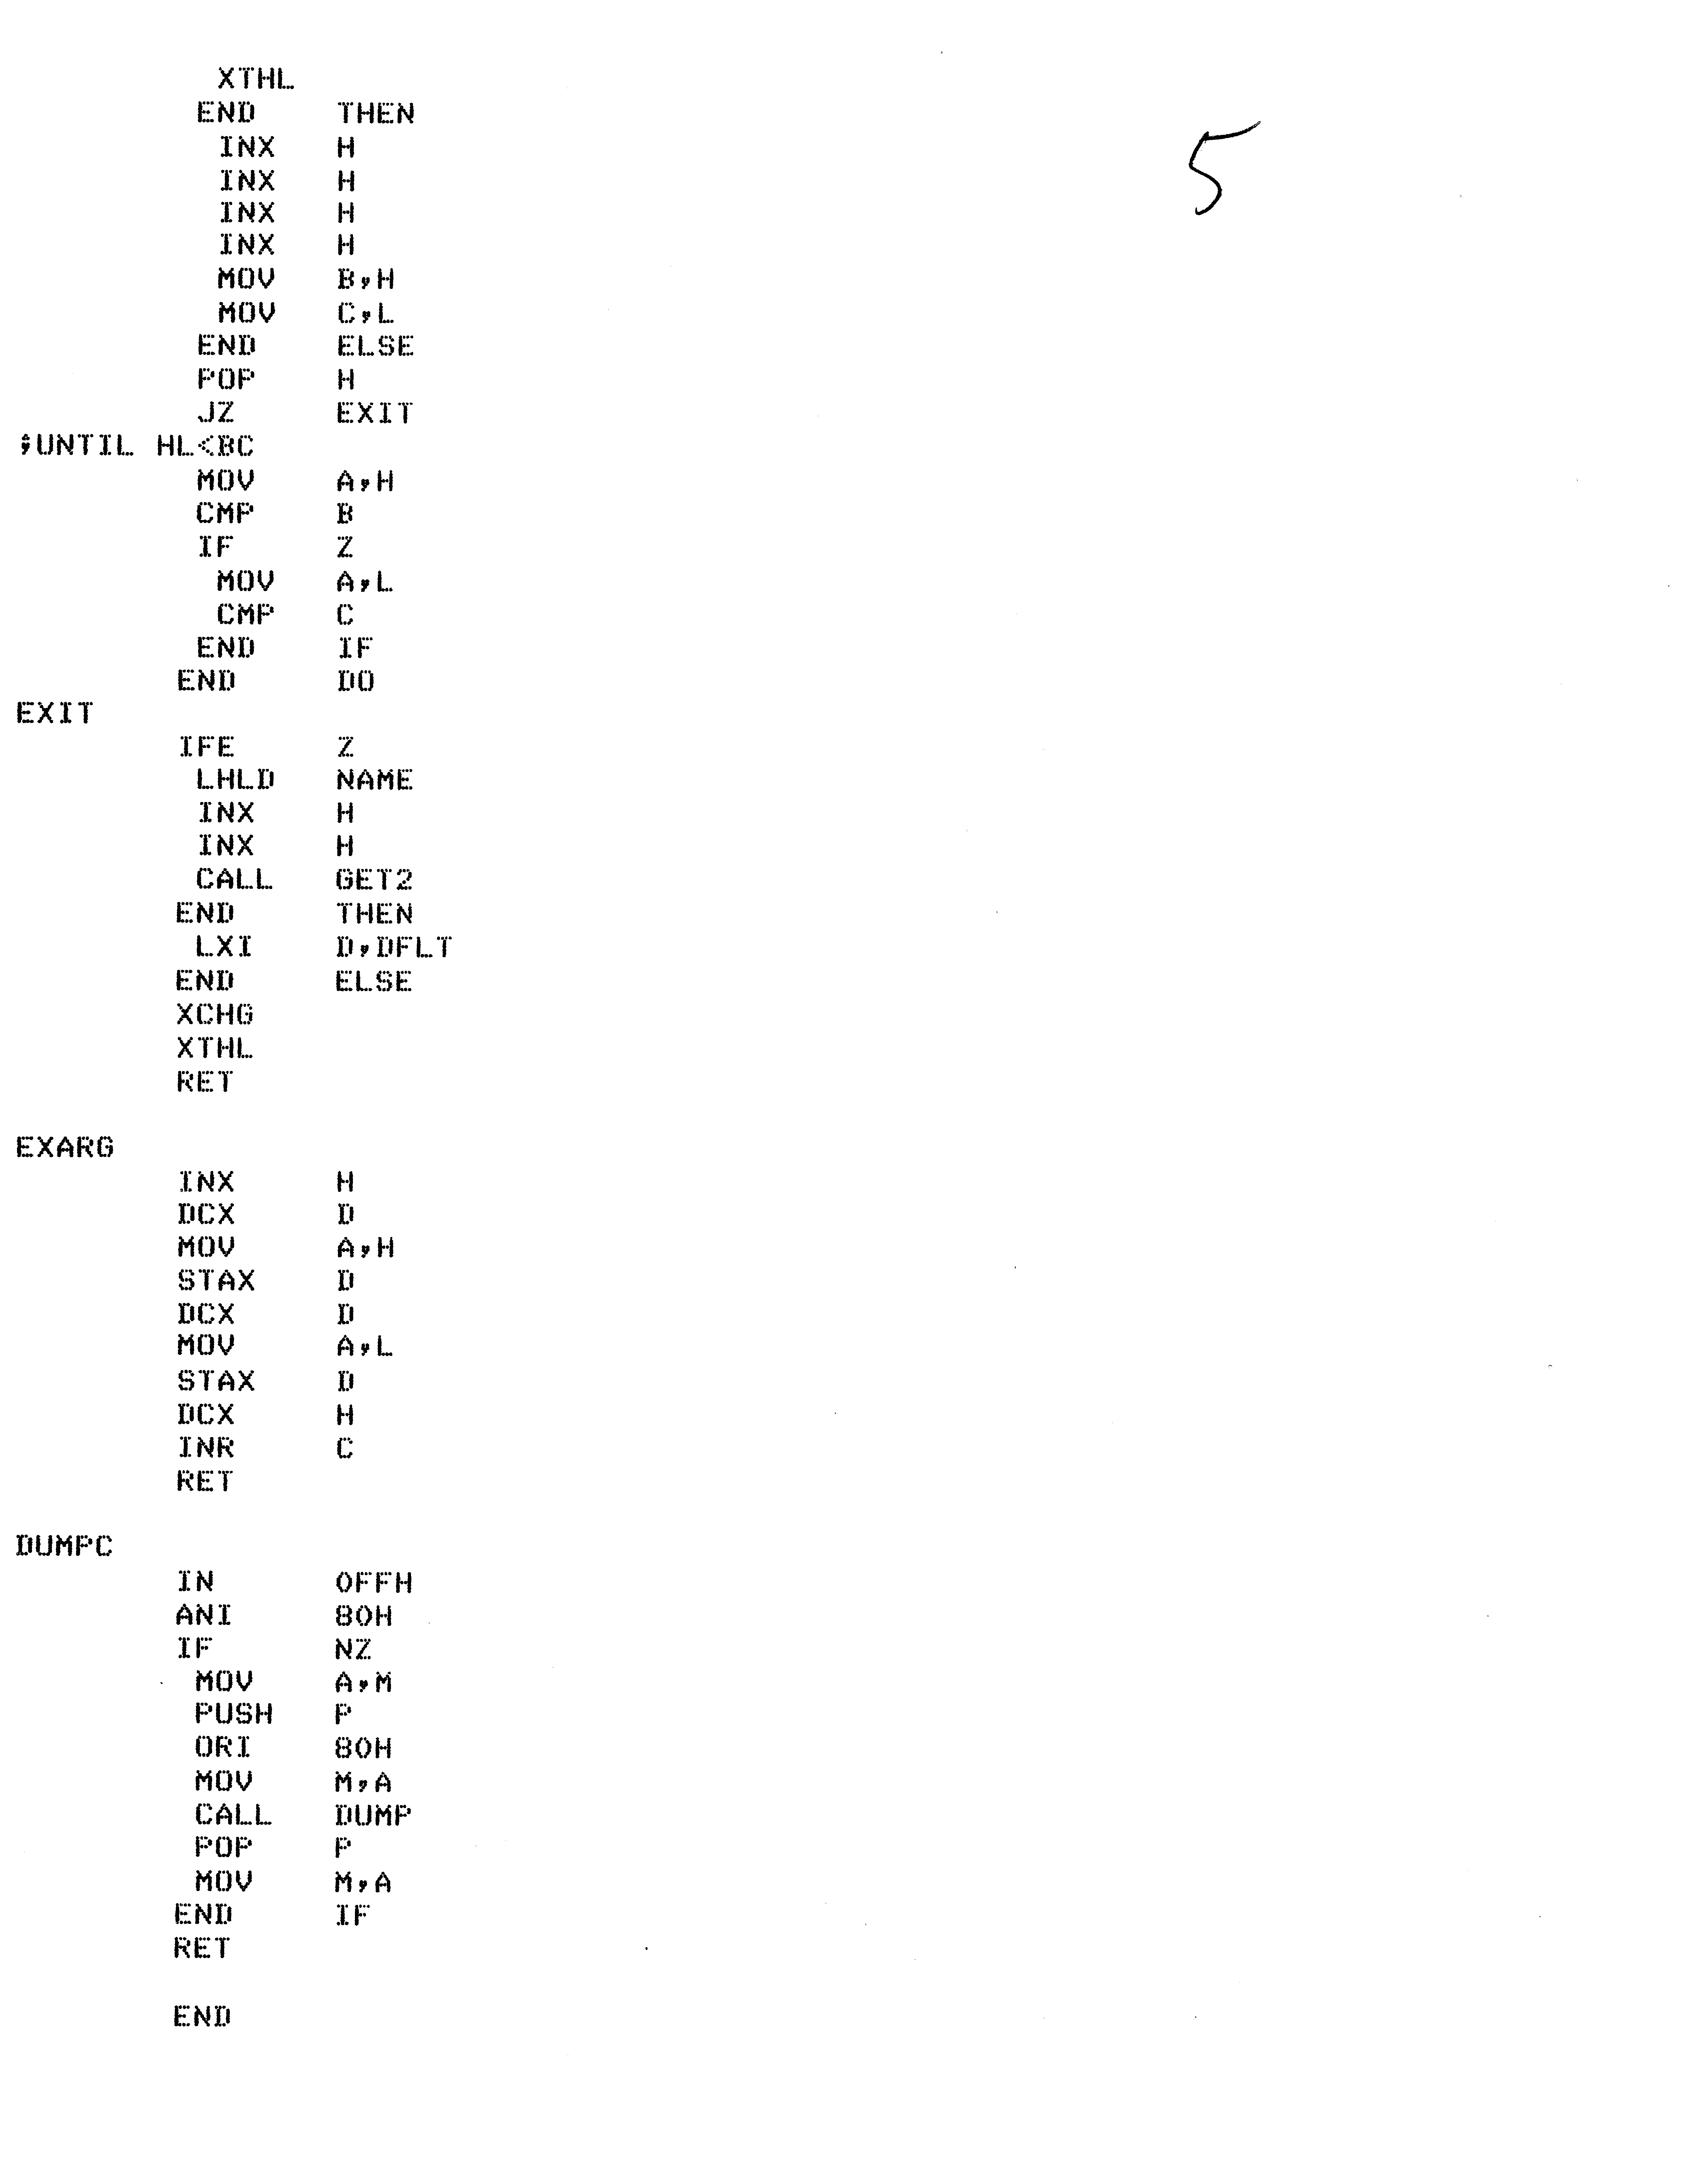 XTHL
END THEN
5
INX H
INX H
INX H
INX H
MOV B,H
MOV C,L
END ELSE
POP H
JZ EXIT
;UNTIL HL<BC
MOV A,H
CMP B
IF Z
MOV A,L
CMP C
END IF
END DO
EXIT
IFE Z
LHLD NAME
INX H
INX H
CALL GET2
END THEN
LXI D,DFLT
END ELSE
XCHG
XTHL
RET
EXARG
INX H
DCX D
MOV A,H
STAX D
DCX D
MOV A,L
STAX D
DCX H
INR C
RET
DUMPC
IN 0FFH
ANI 80H
IF NZ
MOV A,M
PUSH P
ORI 80H
MOV M,A
CALL DUMP
POP P
MOV M,A
END IF
RET
END